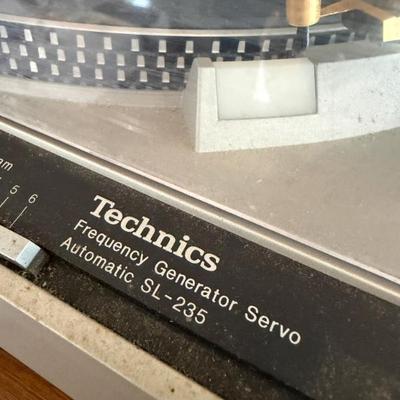 5 6
Technics
Frequency Generator Servo
Automatic SL-235